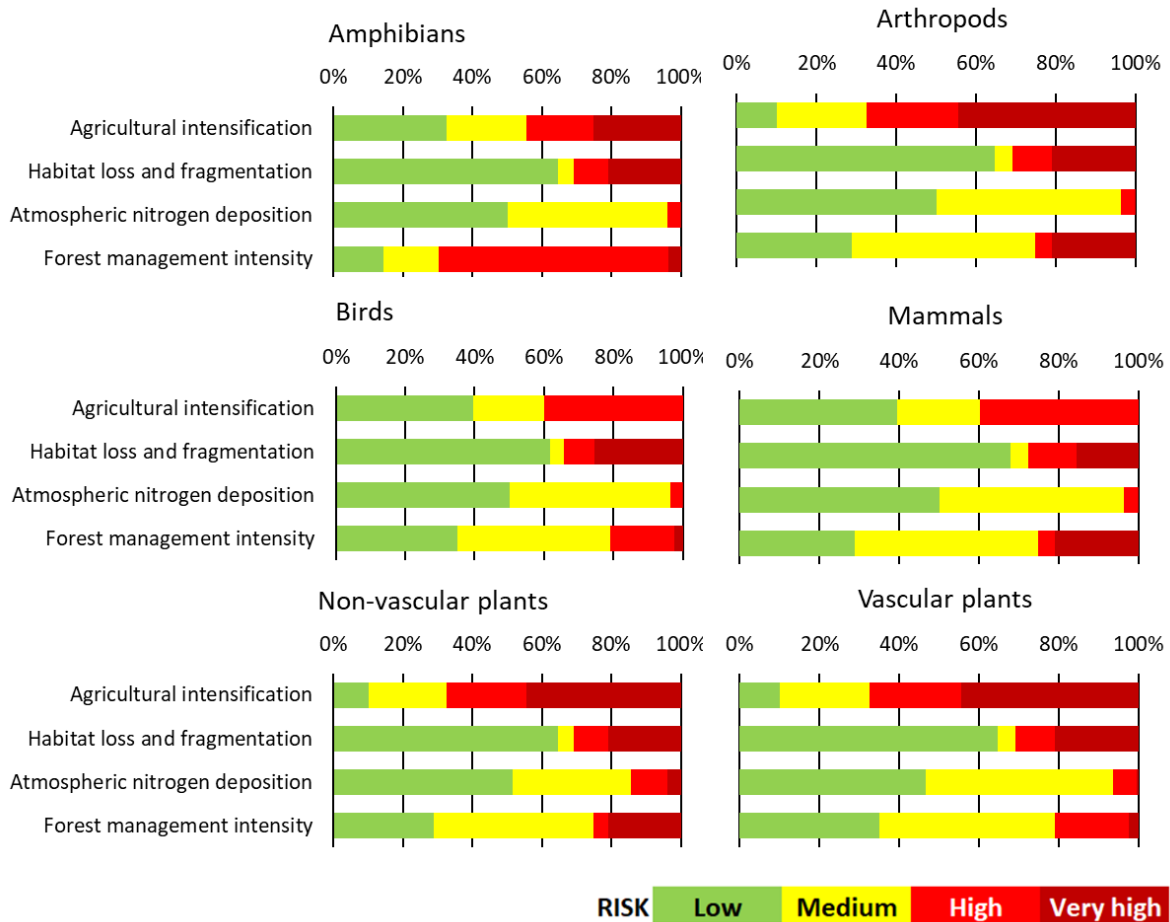 Amphibians
Arthropods
0% 20% 40% 60% 80% 100%
0% 20% 40% 60% 80% 100%
Agricultural intensification
Habitat loss and fragmentation
Atmospheric nitrogen deposition
Forest management intensity
Birds
Mammals
0% 20% 40% 60% 80% 100%
0% 20% 40% 60% 80% 100%
Agricultural intensification
Habitat loss and fragmentation
Atmospheric nitrogen deposition
Forest management intensity
Non-vascular plants
Vascular plants
0% 20% 40% 60% 80% 100%
0% 20% 40% 60% 80% 100%
Agricultural intensification
Habitat loss and fragmentation
Atmospheric nitrogen deposition
Forest management intensity
RISK Low Medium High Very high